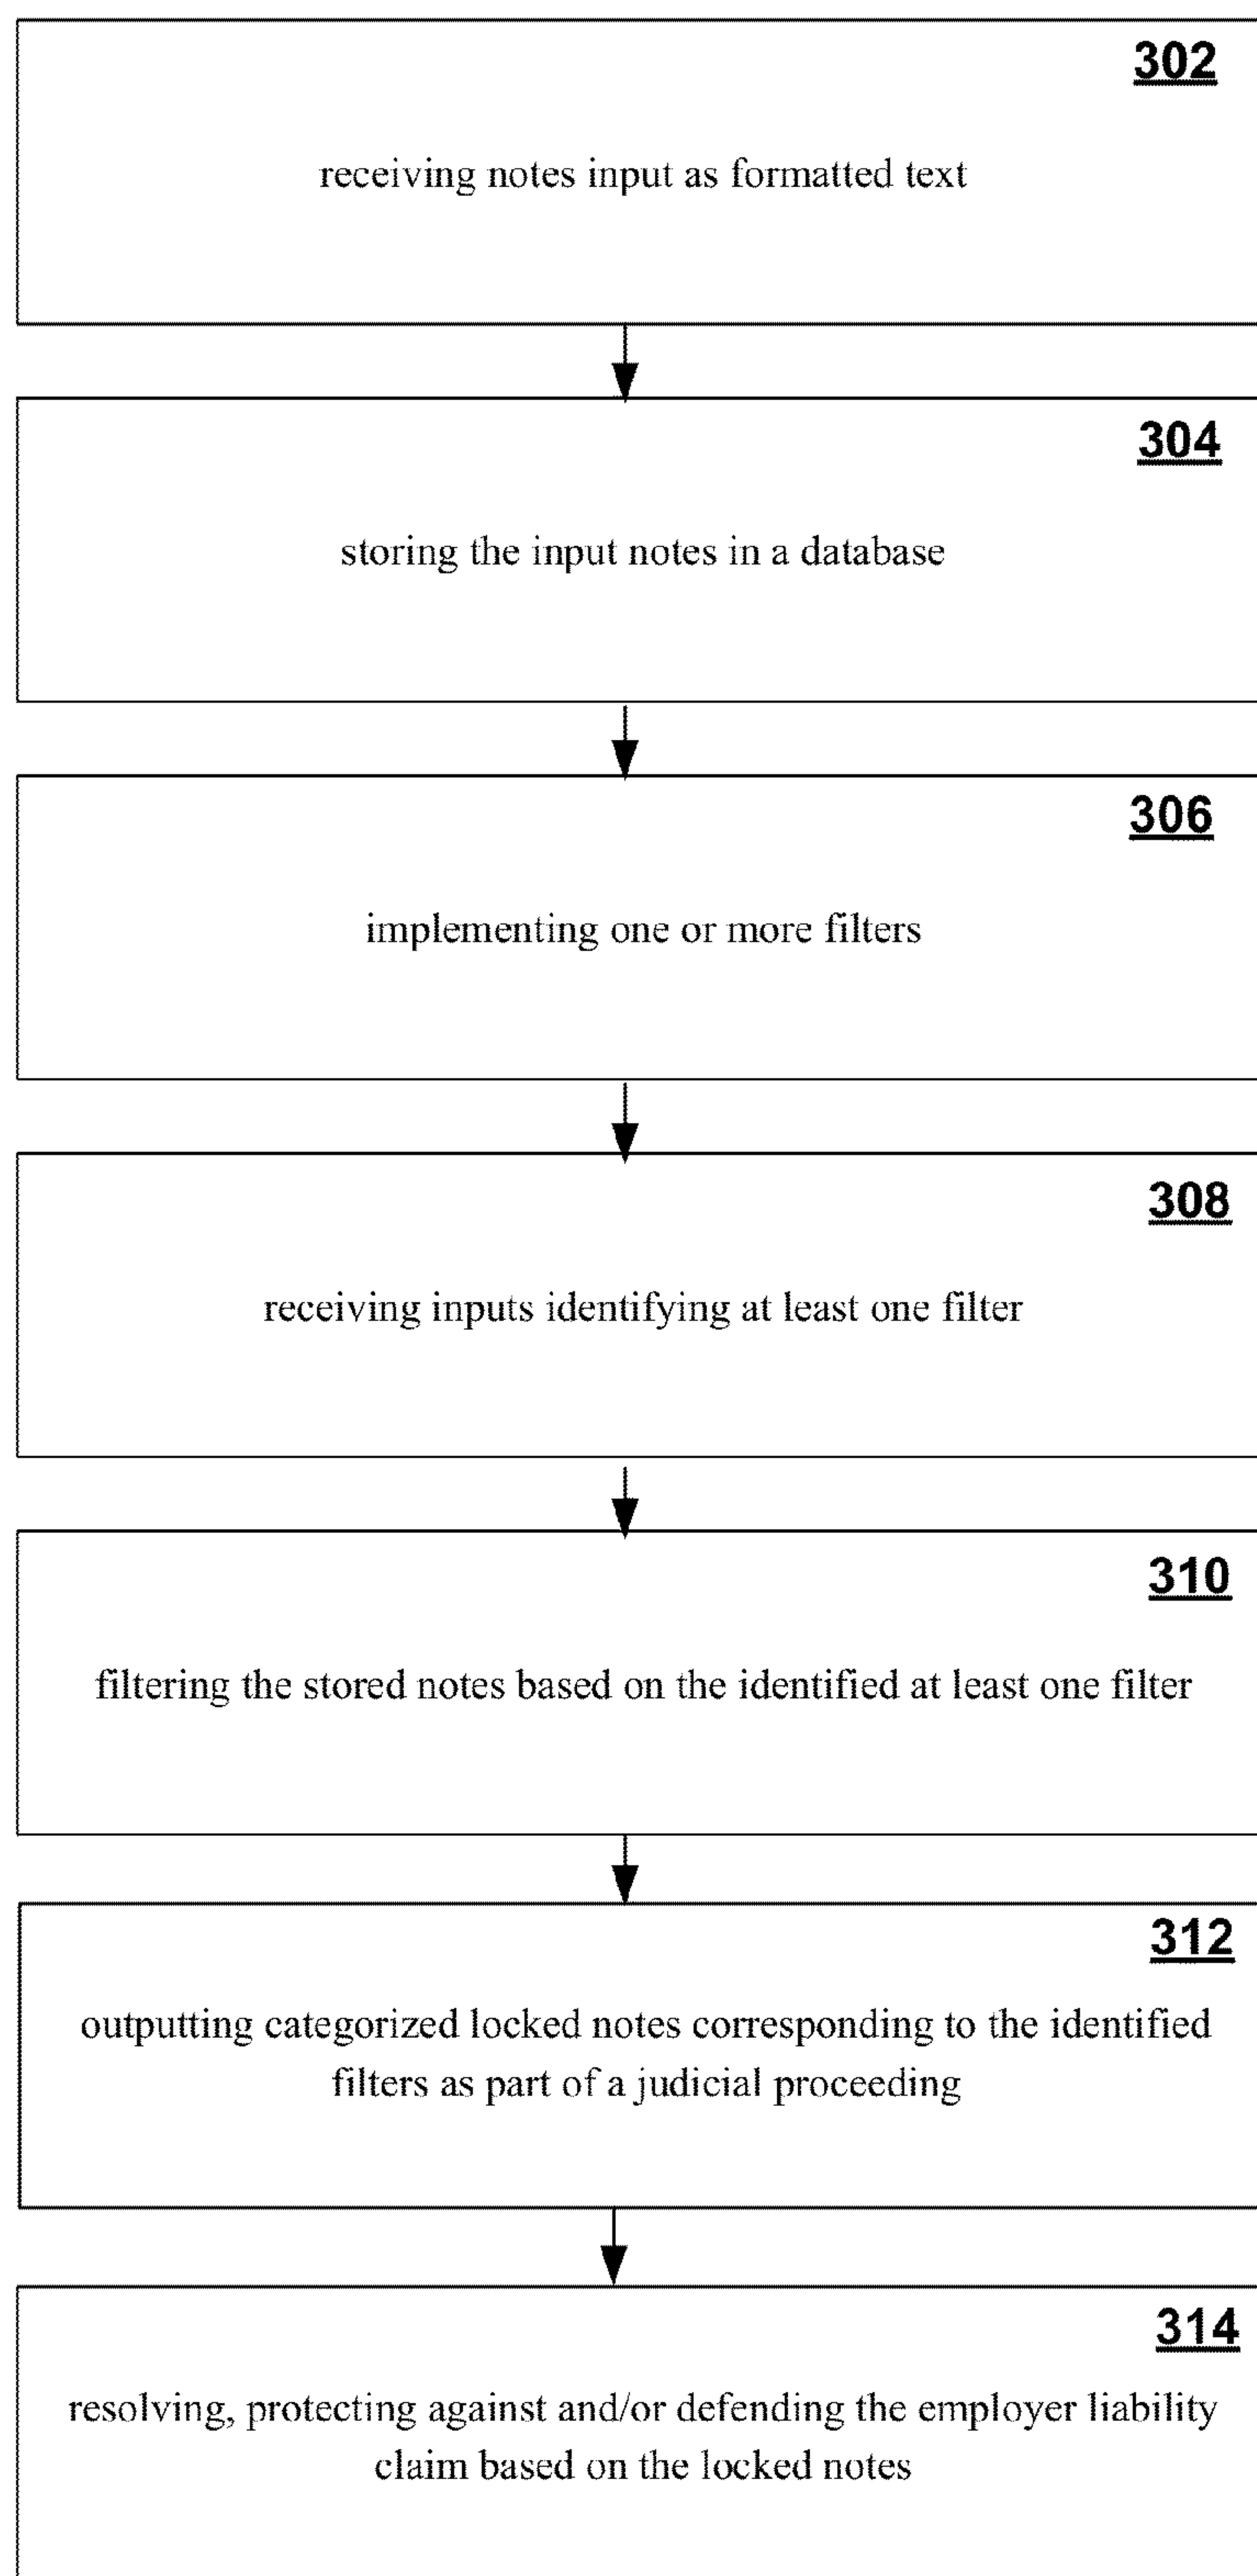 302
receiving notes input as formatted text
304
storing the input notes in a database
306
implementing one or more filters
308
receiving inputs identifying at least one filter
310
filtering the stored notes based on the identified at least one filter
312
outputting categorized locked notes corresponding to the identified
filters as part of a judicial proceeding
314
resolving, protecting against and/or defending the employer liability
claim based on the locked notes